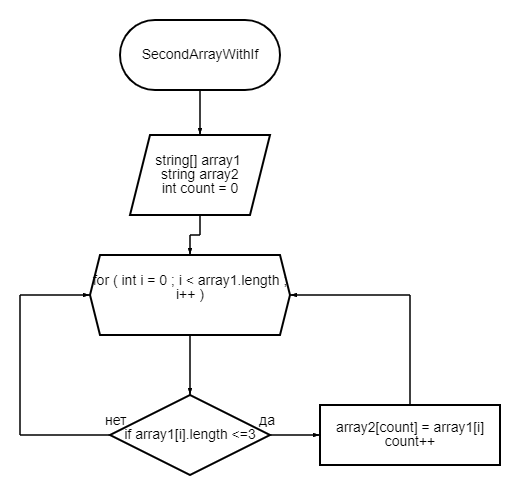 SecondArrayWithIf
string[] array1
string array2
int count = 0
for ( int i = 0 ; i < array1.length ;
i++ )
нет
да
if array1[i].length <=3
array2[count] = array1[i]
count++